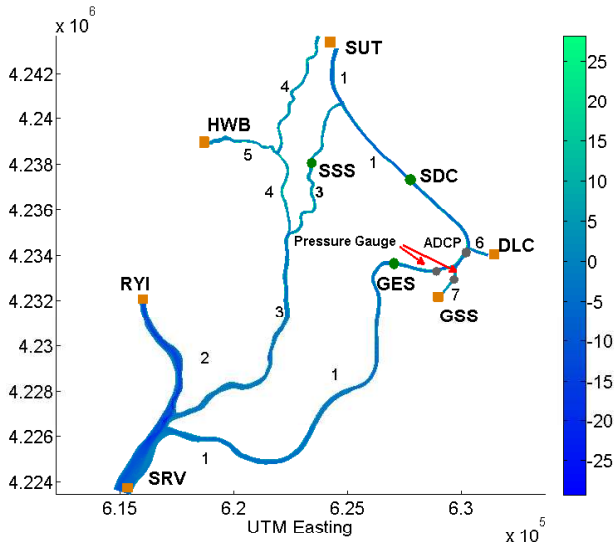 x 10^6
SUT
25
4.242
4
1
20
4.24
HWB
15
5
1
4.238
SSS
SDC
10
4
3
4.236
5
Pressure Gauge
ADCP
6
DLC
0
4.234
GES
7
GSS
-5
RYI
4.232
3
-10
4.23
2
1
-15
4.228
-20
4.226
1
SRV
-25
4.224
6.15
6.2
6.25
6.3
UTM Easting
x 10^5